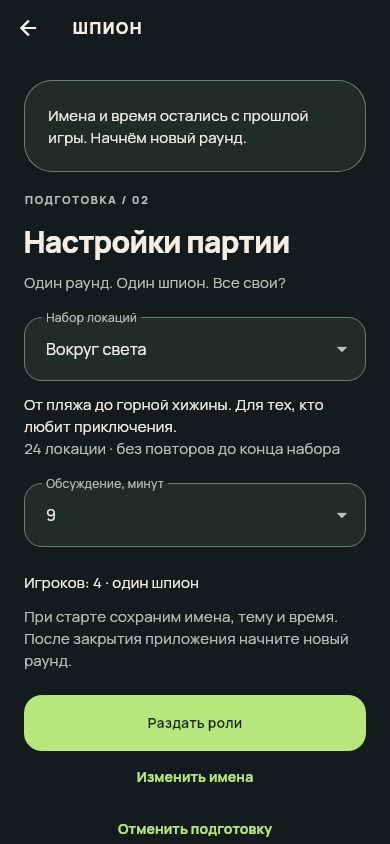 ШПИОН
Имена и время остались с прошлой
игры. Начнём новый раунд.
ПОДГОТОВКА / 02
Настройки партии
Один раунд. Один шпион. Все свои?
Набор локаций
Вокруг света
От пляжа до горной хижины. Для тех, кто
любит приключения.
24 локации · без повторов до конца набора
Обсуждение, минут
9
Игроков: 4 · один шпион
При старте сохраним имена, тему и время.
После закрытия приложения начните новый
раунд.
Раздать роли
Изменить имена
Отменить подготовку